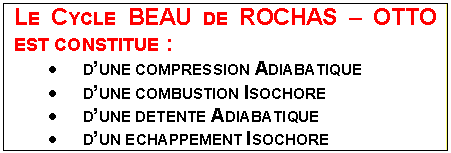 LE CYCLE BEAU DE ROCHAS – OTTO
EST CONSTITUE :
• D'UNE COMPRESSION ADIABATIQUE
• D'UNE COMBUSTION ISOCHORE
• D'UNE DETENTE ADIABATIQUE
• D'UN ECHAPPEMENT ISOCHORE